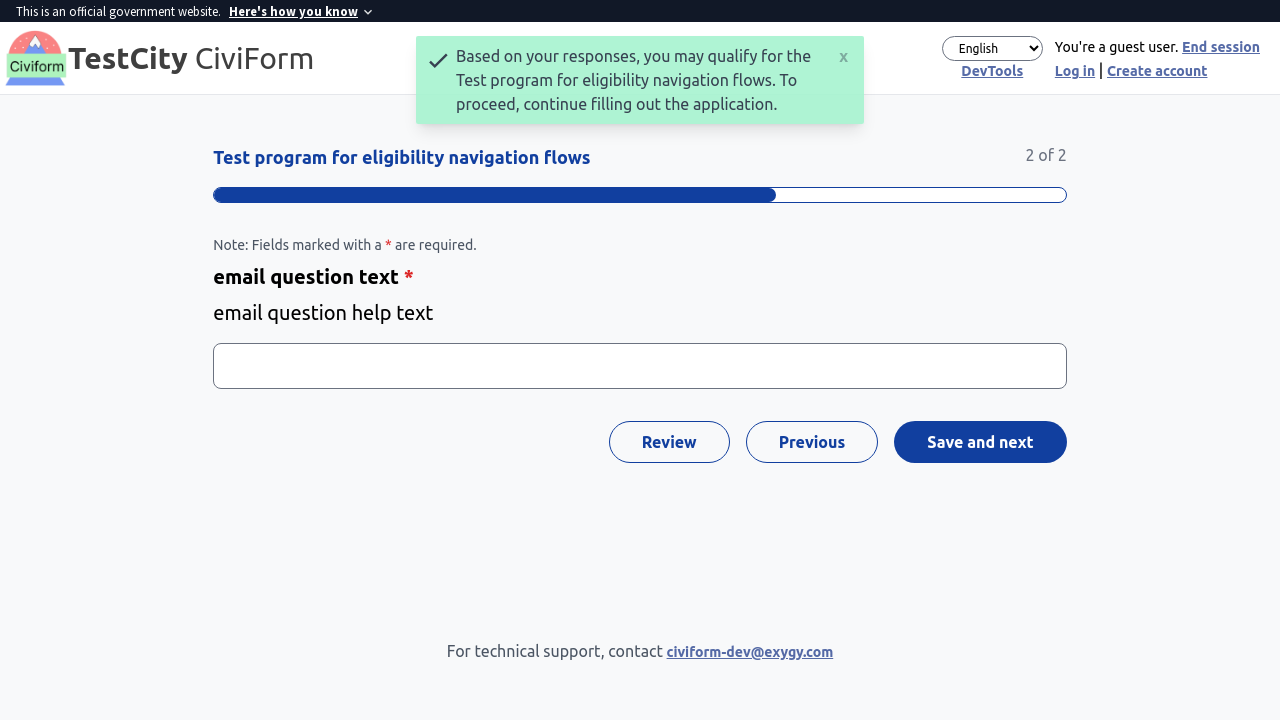 This is an official government website. Here's how you know
Civiform
TestCity CiviForm
Based on your responses, you may qualify for the
Test program for eligibility navigation flows. To
proceed, continue filling out the application.
x
English
You're a guest user. End session
DevTools
Log in | Create account
Test program for eligibility navigation flows
2 of 2
Note: Fields marked with a * are required.
email question text *
email question help text
Review
Previous
Save and next
For technical support, contact civiform-dev@exygy.com